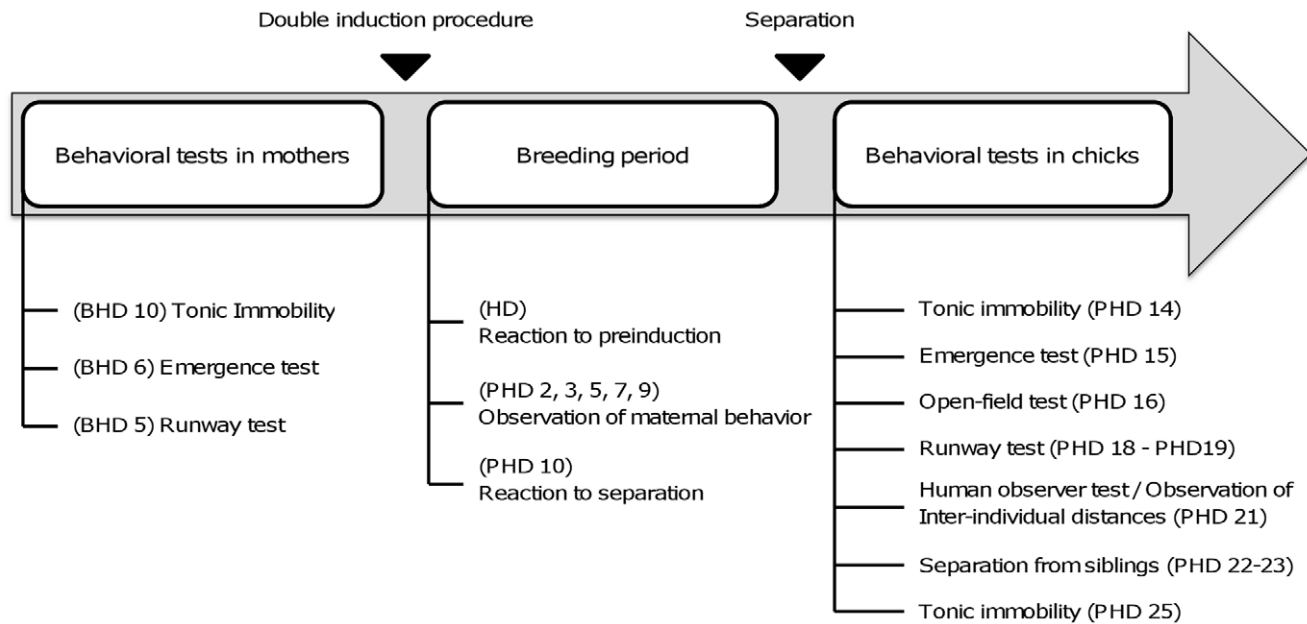 Double induction procedure
Separation
Behavioral tests in mothers
Breeding period
Behavioral tests in chicks
(BHD 10) Tonic Immobility
(BHD 6) Emergence test
(BHD 5) Runway test
(HD)
Reaction to preinduction
(PHD 2, 3, 5, 7, 9)
Observation of maternal behavior
(PHD 10)
Reaction to separation
Tonic immobility (PHD 14)
Emergence test (PHD 15)
Open-field test (PHD 16)
Runway test (PHD 18 - PHD19)
Human observer test / Observation of
Inter-individual distances (PHD 21)
Separation from siblings (PHD 22-23)
Tonic immobility (PHD 25)